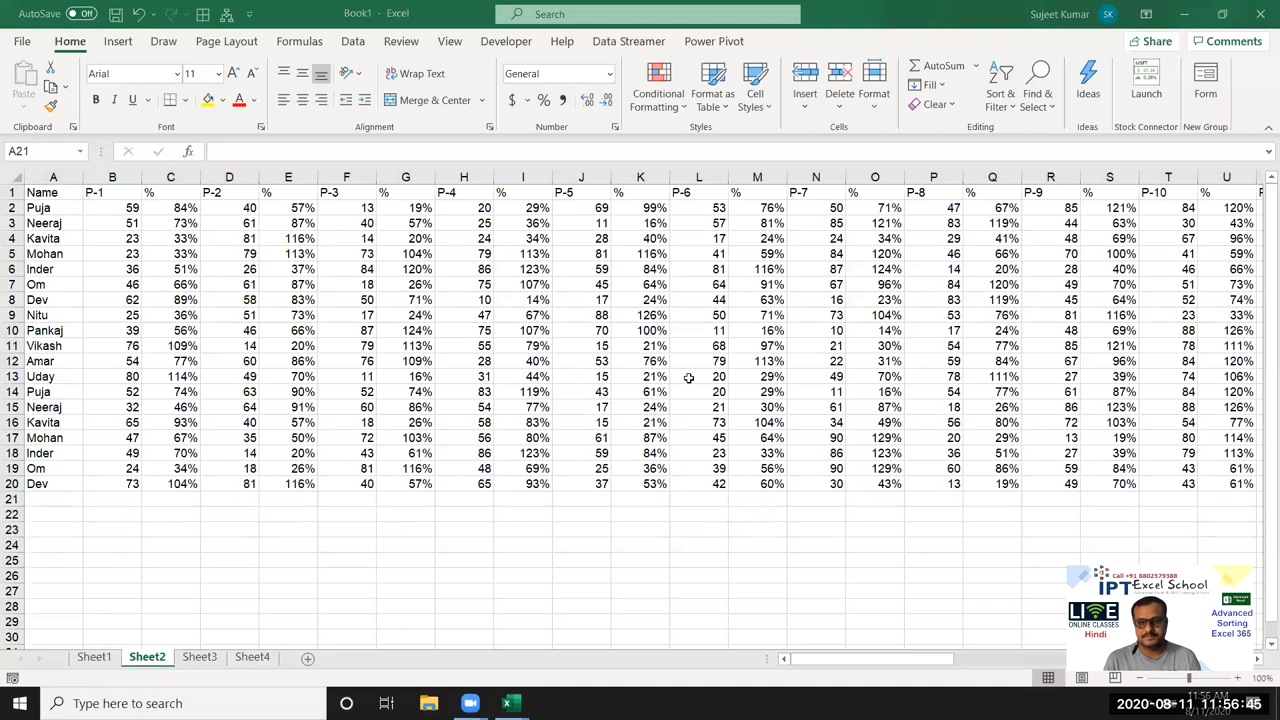 AutoSave Off Book1 - Excel Search Sujeet Kumar SK
File Home Insert Draw Page Layout Formulas Data Review View Developer Help Data Streamer Power Pivot Share Comments
Paste Arial 11 Wrap Text General Conditional Formatting Format as Table Cell Styles Insert Delete Format AutoSum Fill Clear Sort & Filter Find & Select Ideas Launch Form
B I U Merge & Center $ % ,
Clipboard Font Alignment Number Styles Cells Editing Ideas Stock Connector New Group
A21 fx
A B C D E F G H I J K L M N O P Q R S T U
1 Name P-1 % P-2 % P-3 % P-4 % P-5 % P-6 % P-7 % P-8 % P-9 % P-10 %
2 Puja 59 84% 40 57% 13 19% 20 29% 69 99% 53 76% 50 71% 47 67% 85 121% 84 120%
3 Neeraj 51 73% 61 87% 40 57% 25 36% 11 16% 57 81% 85 121% 83 119% 44 63% 30 43%
4 Kavita 23 33% 81 116% 14 20% 24 34% 28 40% 17 24% 24 34% 29 41% 48 69% 67 96%
5 Mohan 23 33% 79 113% 73 104% 79 113% 81 116% 41 59% 84 120% 46 66% 70 100% 41 59%
6 Inder 36 51% 26 37% 84 120% 86 123% 59 84% 81 116% 87 124% 14 20% 28 40% 46 66%
7 Om 46 66% 61 87% 18 26% 75 107% 45 64% 64 91% 67 96% 84 120% 49 70% 51 73%
8 Dev 62 89% 58 83% 50 71% 10 14% 17 24% 44 63% 16 23% 83 119% 45 64% 52 74%
9 Nitu 25 36% 51 73% 17 24% 47 67% 88 126% 50 71% 73 104% 53 76% 81 116% 23 33%
10 Pankaj 39 56% 46 66% 87 124% 75 107% 70 100% 11 16% 10 14% 17 24% 48 69% 88 126%
11 Vikash 76 109% 14 20% 79 113% 55 79% 15 21% 68 97% 21 30% 54 77% 85 121% 78 111%
12 Amar 54 77% 60 86% 76 109% 28 40% 53 76% 79 113% 22 31% 59 84% 67 96% 84 120%
13 Uday 80 114% 49 70% 11 16% 31 44% 15 21% 20 29% 49 70% 78 111% 27 39% 74 106%
14 Puja 52 74% 63 90% 52 74% 83 119% 43 61% 20 29% 11 16% 54 77% 61 87% 84 120%
15 Neeraj 32 46% 64 91% 60 86% 54 77% 17 24% 21 30% 61 87% 18 26% 86 123% 88 126%
16 Kavita 65 93% 40 57% 18 26% 58 83% 15 21% 73 104% 34 49% 56 80% 72 103% 54 77%
17 Mohan 47 67% 35 50% 72 103% 56 80% 61 87% 45 64% 90 129% 20 29% 13 19% 80 114%
18 Inder 49 70% 14 20% 43 61% 86 123% 59 84% 23 33% 86 123% 36 51% 27 39% 79 113%
19 Om 24 34% 18 26% 81 116% 48 69% 25 36% 39 56% 90 129% 60 86% 59 84% 43 61%
20 Dev 73 104% 81 116% 40 57% 65 93% 37 53% 42 60% 30 43% 13 19% 49 70% 43 61%
21
22
23
24
25
26
27
28
29
30
Call +91 8802579388
IPT Excel School
LIVE
ONLINE CLASSES
Hindi
Advanced
Sorting
Excel 365
Sheet1 Sheet2 Sheet3 Sheet4
100%
Type here to search
2020-08-11 11:56:45